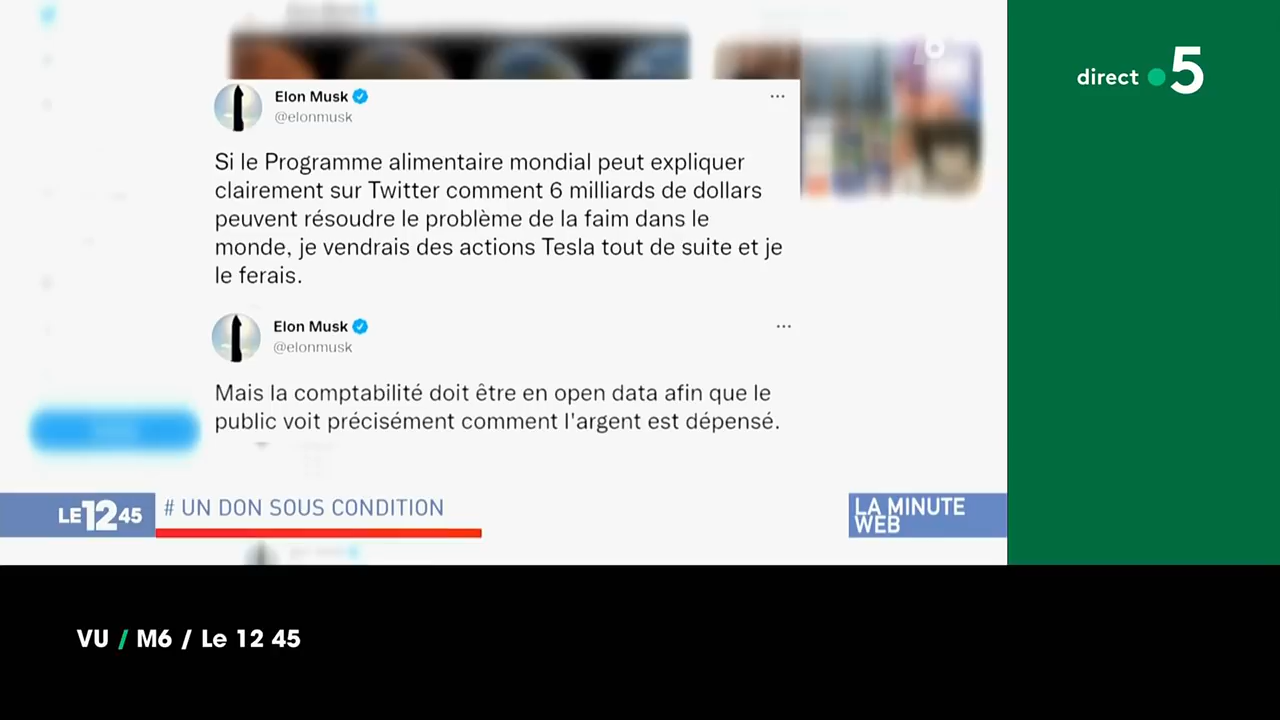 direct 5
Elon Musk
@elonmusk
Si le Programme alimentaire mondial peut expliquer
clairement sur Twitter comment 6 milliards de dollars
peuvent résoudre le problème de la faim dans le
monde, je vendrais des actions Tesla tout de suite et je
le ferais.
Elon Musk
@elonmusk
Mais la comptabilité doit être en open data afin que le
public voit précisément comment l'argent est dépensé.
LE 12 45
# UN DON SOUS CONDITION
LA MINUTE
WEB
VU / M6 / Le 12 45